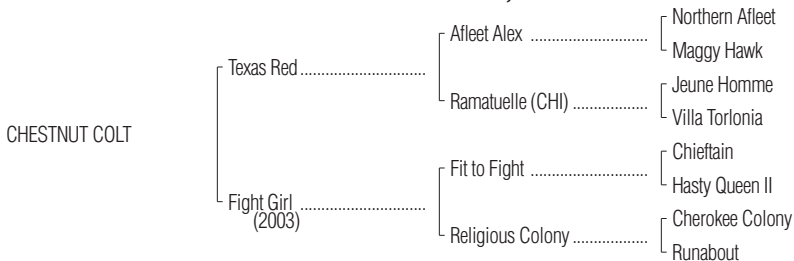 Northern Afleet
Afleet Alex ....................
Maggy Hawk
Texas Red ..............................
Jeune Homme
Ramatuelle (CHI) ...................
Villa Torlonia
CHESTNUT COLT
Chieftain
Fit to Fight .............................
Hasty Queen II
Fight Girl ..............................
(2003)
Cherokee Colony
Religious Colony ...................
Runabout